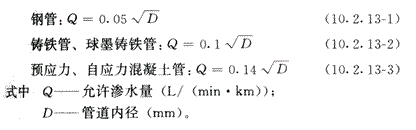 钢管：Q = 0.05 √D （10.2.13-1）
铸铁管、球墨铸铁管：Q = 0.1 √D （10.2.13-2）
预应力、自应力混凝土管：Q = 0.14 √D （10.2.13-3）
式中 Q——允许渗水量（L/（min·km））；
D——管道内径（mm）。